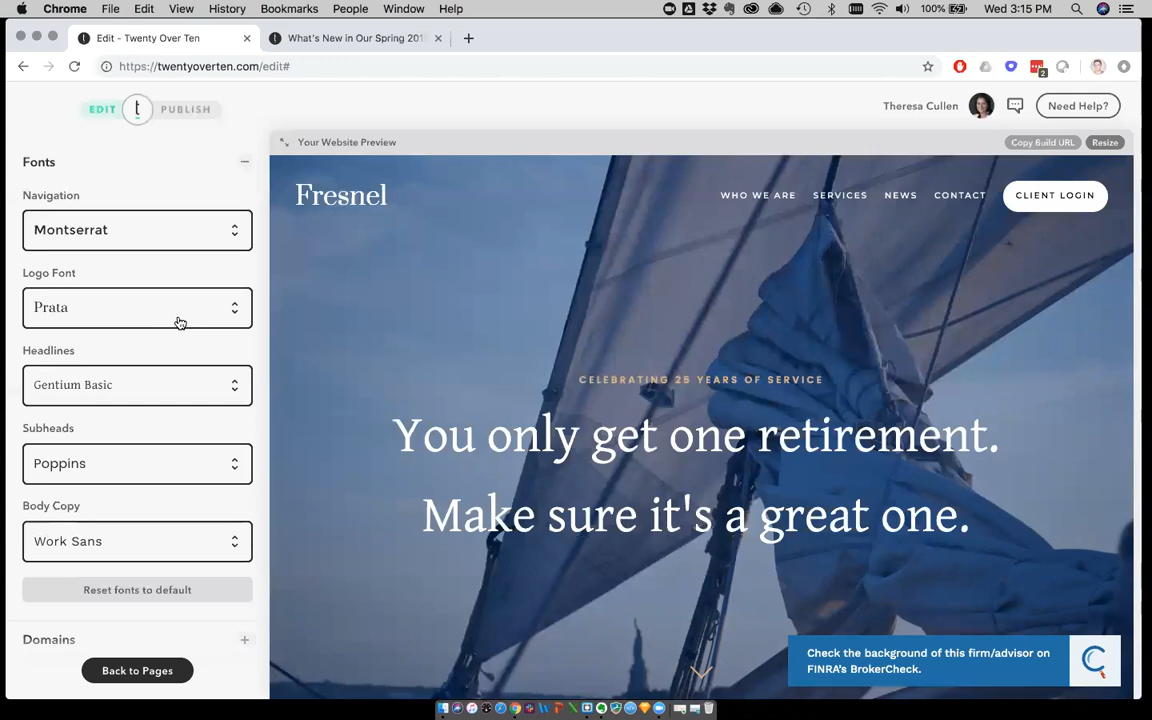 Chrome File Edit View History Bookmarks People Window Help 100% Wed 3:15 PM
Edit - Twenty Over Ten
What's New in Our Spring 201
https://twentyoverten.com/edit#
2
EDIT t PUBLISH
Theresa Cullen
Need Help?
Fonts
Navigation
Montserrat
Logo Font
Prata
Headlines
Gentium Basic
Subheads
Poppins
Body Copy
Work Sans
Reset fonts to default
Domains
Back to Pages
Your Website Preview
Copy Build URL
Resize
Fresnel
WHO WE ARE SERVICES NEWS CONTACT CLIENT LOGIN
CELEBRATING 25 YEARS OF SERVICE
You only get one retirement.
Make sure it's a great one.
Check the background of this firm/advisor on
FINRA's BrokerCheck.